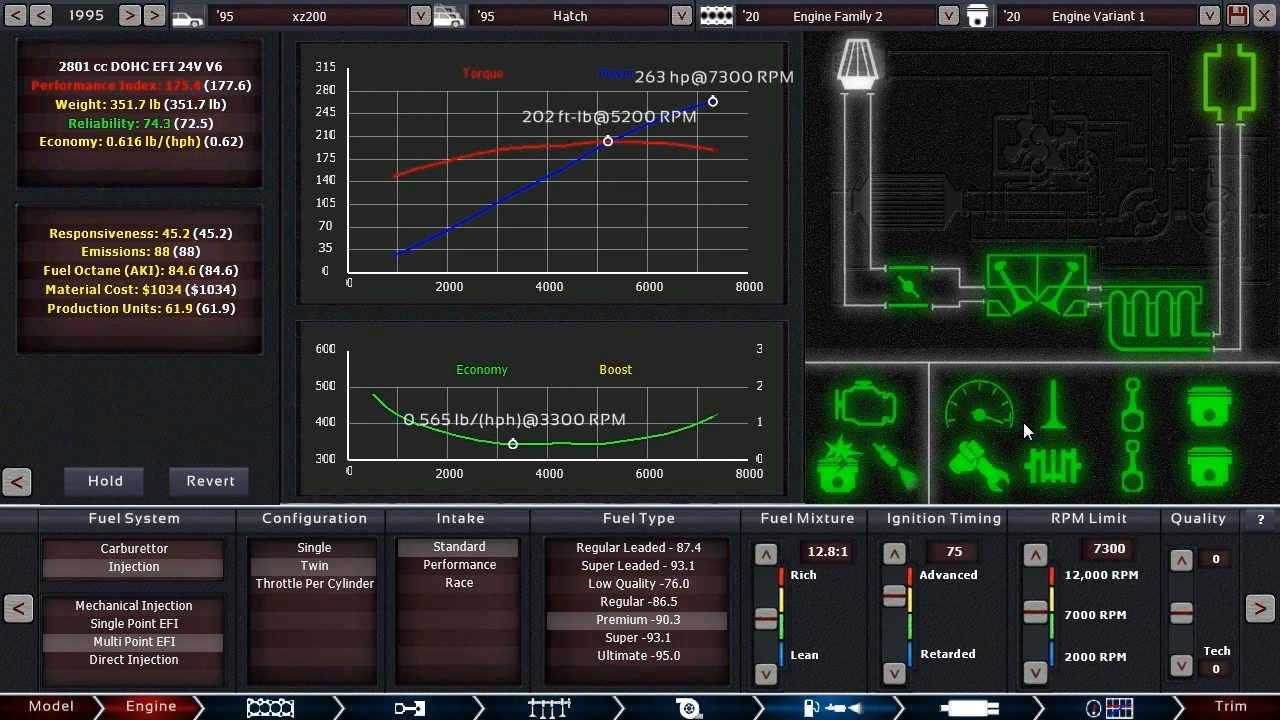 < < 1995 > > '95 xz200 v '95 Hatch v '20 Engine Family 2 v '20 Engine Variant 1 v X
2801 cc DOHC EFI 24V V6
Performance Index: 175.4 (177.6)
Weight: 351.7 lb (351.7 lb)
Reliability: 74.3 (72.5)
Economy: 0.616 lb/(hph) (0.62)
Responsiveness: 45.2 (45.2)
Emissions: 88 (88)
Fuel Octane (AKI): 84.6 (84.6)
Material Cost: $1034 ($1034)
Production Units: 61.9 (61.9)
< Hold Revert
Torque Power
263 hp@7300 RPM
202 ft-lb@5200 RPM
315
280
245
210
175
140
105
70
35
0
0 2000 4000 6000 8000
Economy Boost
0.565 lb/(hph)@3300 RPM
600
500
400
300
3
2
1
0
0 2000 4000 6000 8000
Fuel System
Carburettor
Injection
Mechanical Injection
Single Point EFI
Multi Point EFI
Direct Injection
Configuration
Single
Twin
Throttle Per Cylinder
Intake
Standard
Performance
Race
Fuel Type
Regular Leaded - 87.4
Super Leaded - 93.1
Low Quality -76.0
Regular -86.5
Premium -90.3
Super -93.1
Ultimate -95.0
Fuel Mixture
12.8:1
Rich
Lean
Ignition Timing
75
Advanced
Retarded
RPM Limit
7300
12,000 RPM
7000 RPM
2000 RPM
Quality
0
Tech
0
?
< >
Model Engine Trim